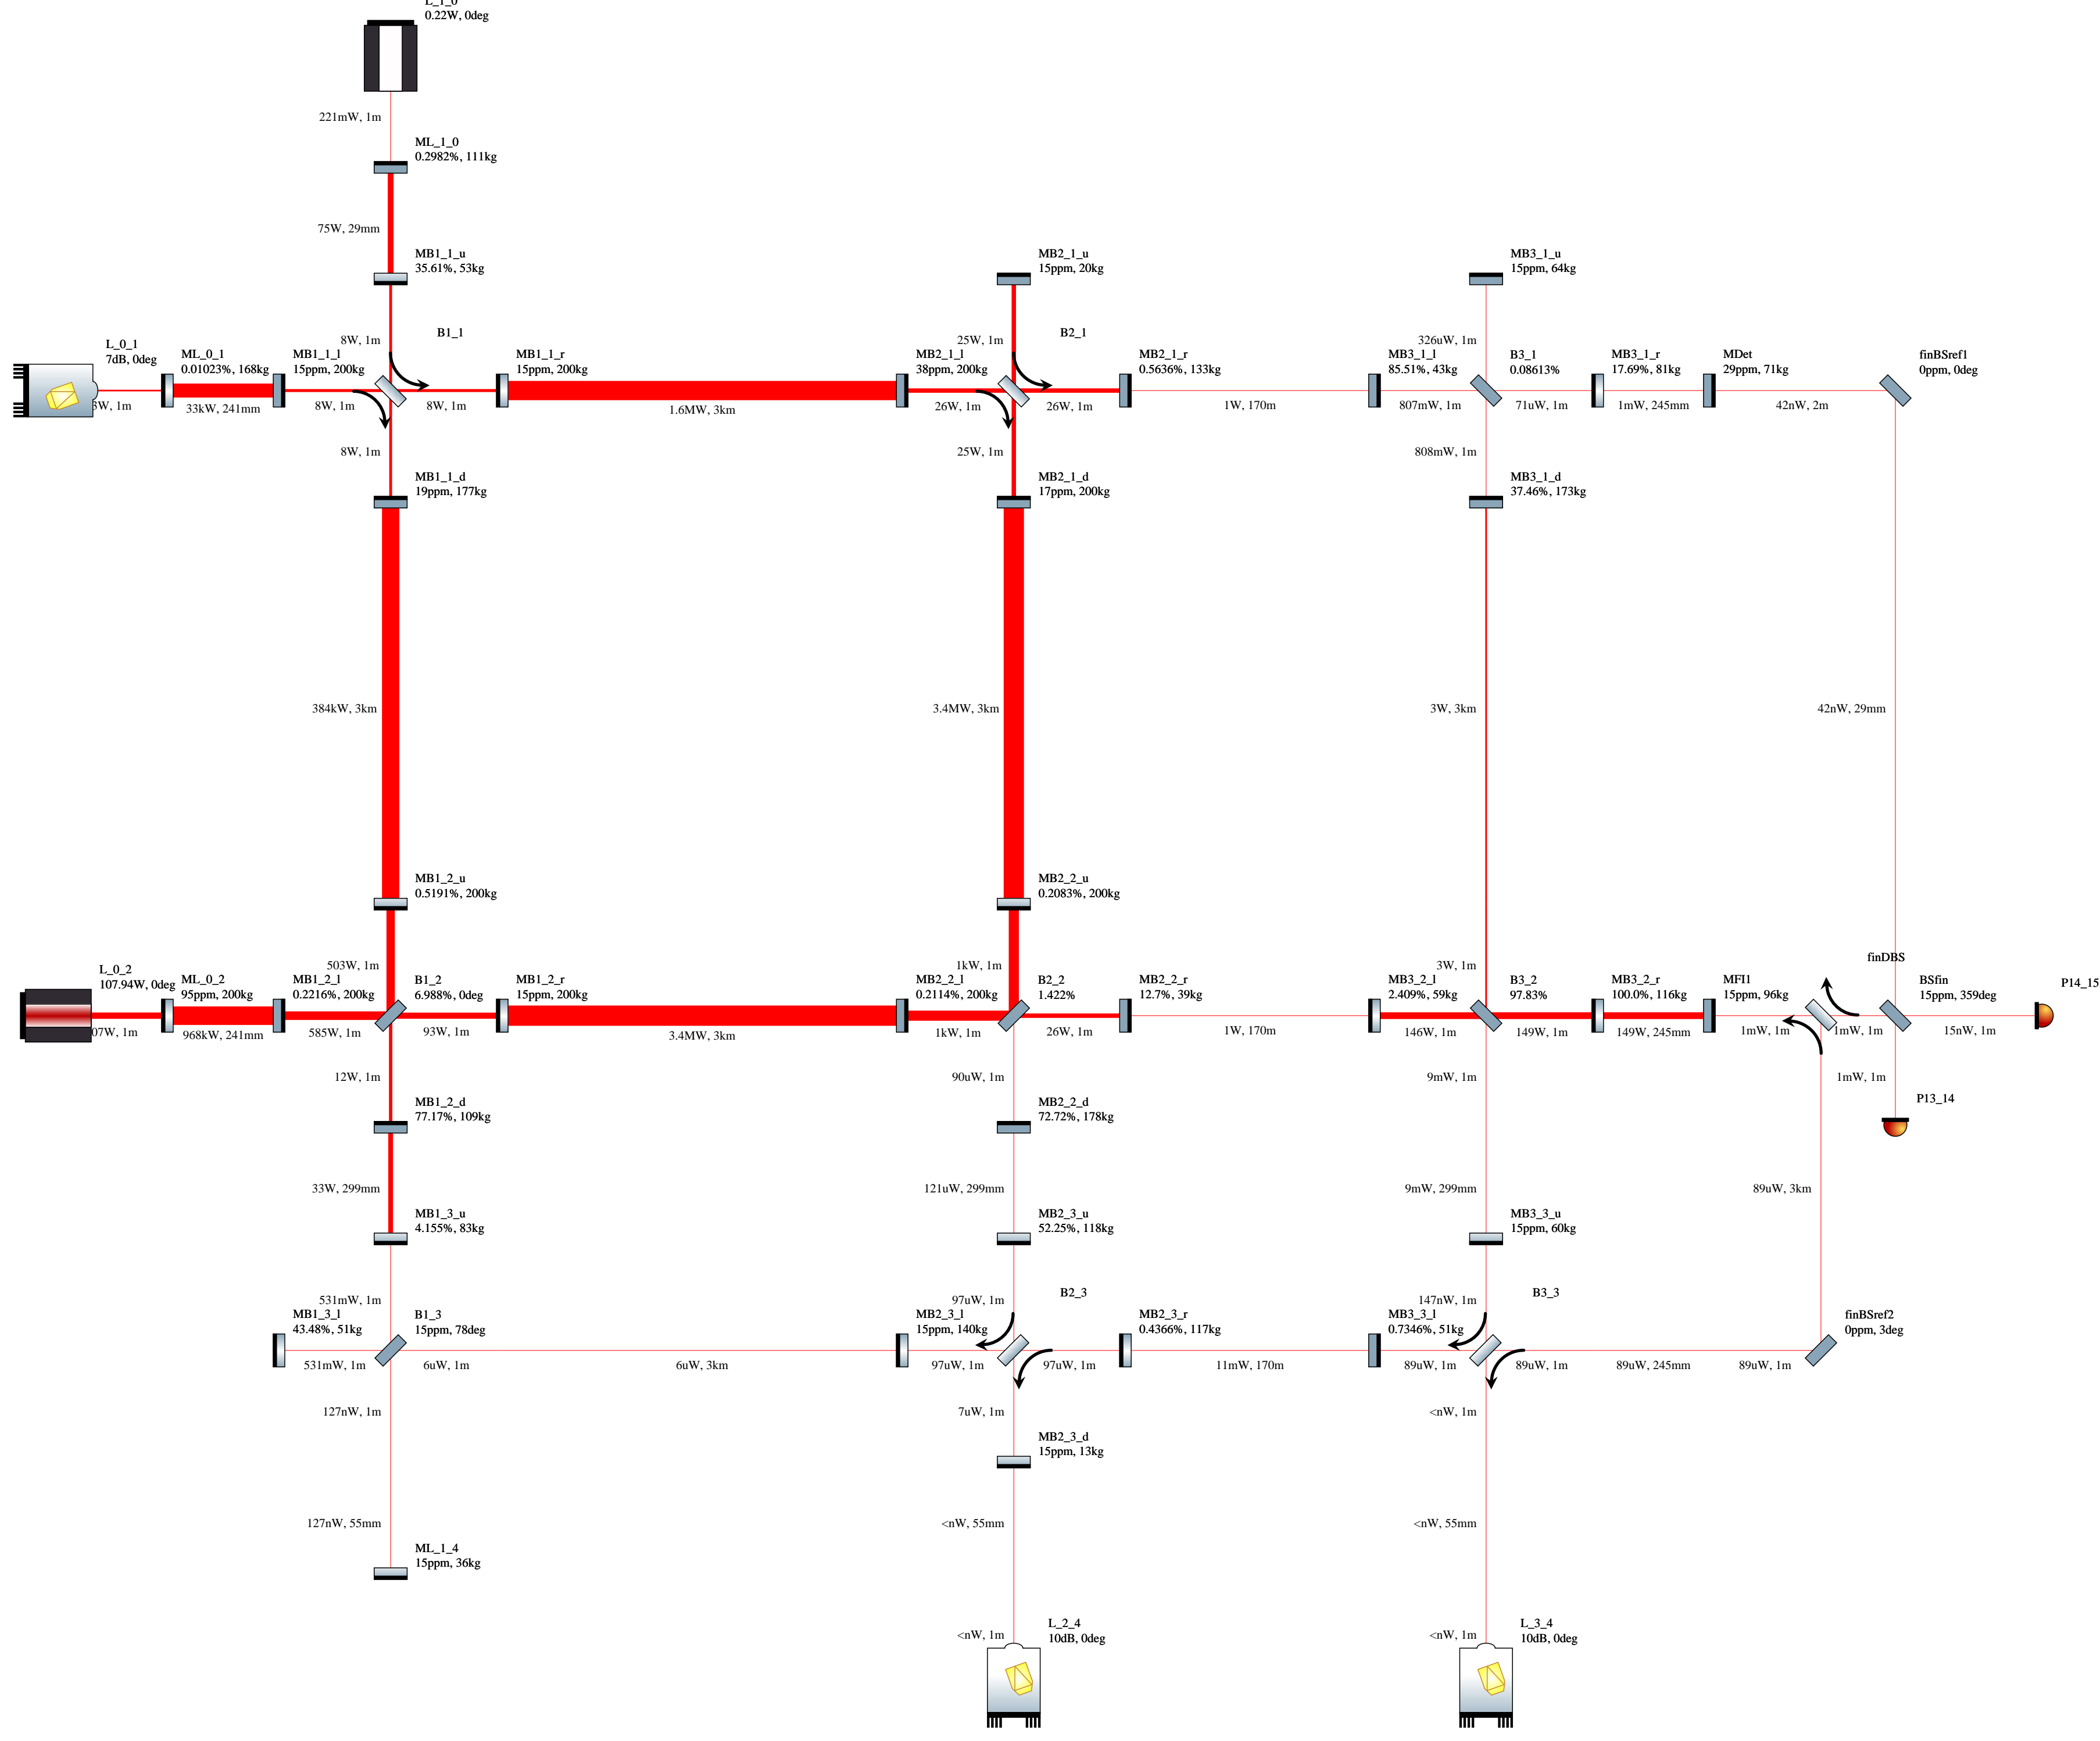 L_1_0
0.22W, 0deg
221mW, 1m
ML_1_0
0.2982%, 111kg
75W, 29mm
MB1_1_u
35.61%, 53kg
MB2_1_u
15ppm, 20kg
MB3_1_u
15ppm, 64kg
8W, 1m
B1_1
25W, 1m
B2_1
326uW, 1m
L_0_1
7dB, 0deg
ML_0_1
0.01023%, 168kg
MB1_1_l
15ppm, 200kg
MB1_1_r
15ppm, 200kg
MB2_1_l
38ppm, 200kg
MB2_1_r
0.5636%, 133kg
MB3_1_l
85.51%, 43kg
B3_1
0.08613%
MB3_1_r
17.69%, 81kg
MDet
29ppm, 71kg
finBSref1
0ppm, 0deg
3W, 1m
33kW, 241mm
8W, 1m
8W, 1m
1.6MW, 3km
26W, 1m
26W, 1m
1W, 170m
807mW, 1m
71uW, 1m
1mW, 245mm
42nW, 2m
8W, 1m
25W, 1m
808mW, 1m
MB1_1_d
19ppm, 177kg
MB2_1_d
17ppm, 200kg
MB3_1_d
37.46%, 173kg
384kW, 3km
3.4MW, 3km
3W, 3km
42nW, 29mm
MB1_2_u
0.5191%, 200kg
MB2_2_u
0.2083%, 200kg
503W, 1m
1kW, 1m
3W, 1m
finDBS
L_0_2
107.94W, 0deg
ML_0_2
95ppm, 200kg
MB1_2_l
0.2216%, 200kg
B1_2
6.988%, 0deg
MB1_2_r
15ppm, 200kg
MB2_2_l
0.2114%, 200kg
B2_2
1.422%
MB2_2_r
12.7%, 39kg
MB3_2_l
2.409%, 59kg
B3_2
97.83%
MB3_2_r
100.0%, 116kg
MFI1
15ppm, 96kg
BSfin
15ppm, 359deg
P14_15
07W, 1m
968kW, 241mm
585W, 1m
93W, 1m
3.4MW, 3km
1kW, 1m
26W, 1m
1W, 170m
146W, 1m
149W, 1m
149W, 245mm
1mW, 1m
1mW, 1m
15nW, 1m
12W, 1m
90uW, 1m
9mW, 1m
1mW, 1m
MB1_2_d
77.17%, 109kg
MB2_2_d
72.72%, 178kg
P13_14
33W, 299mm
121uW, 299mm
9mW, 299mm
89uW, 3km
MB1_3_u
4.155%, 83kg
MB2_3_u
52.25%, 118kg
MB3_3_u
15ppm, 60kg
531mW, 1m
97uW, 1m
B2_3
147nW, 1m
B3_3
MB1_3_l
43.48%, 51kg
B1_3
15ppm, 78deg
MB2_3_l
15ppm, 140kg
MB2_3_r
0.4366%, 117kg
MB3_3_l
0.7346%, 51kg
finBSref2
0ppm, 3deg
531mW, 1m
6uW, 1m
6uW, 3km
97uW, 1m
97uW, 1m
11mW, 170m
89uW, 1m
89uW, 1m
89uW, 245mm
89uW, 1m
127nW, 1m
7uW, 1m
<nW, 1m
MB2_3_d
15ppm, 13kg
127nW, 55mm
<nW, 55mm
<nW, 55mm
ML_1_4
15ppm, 36kg
<nW, 1m
L_2_4
10dB, 0deg
<nW, 1m
L_3_4
10dB, 0deg